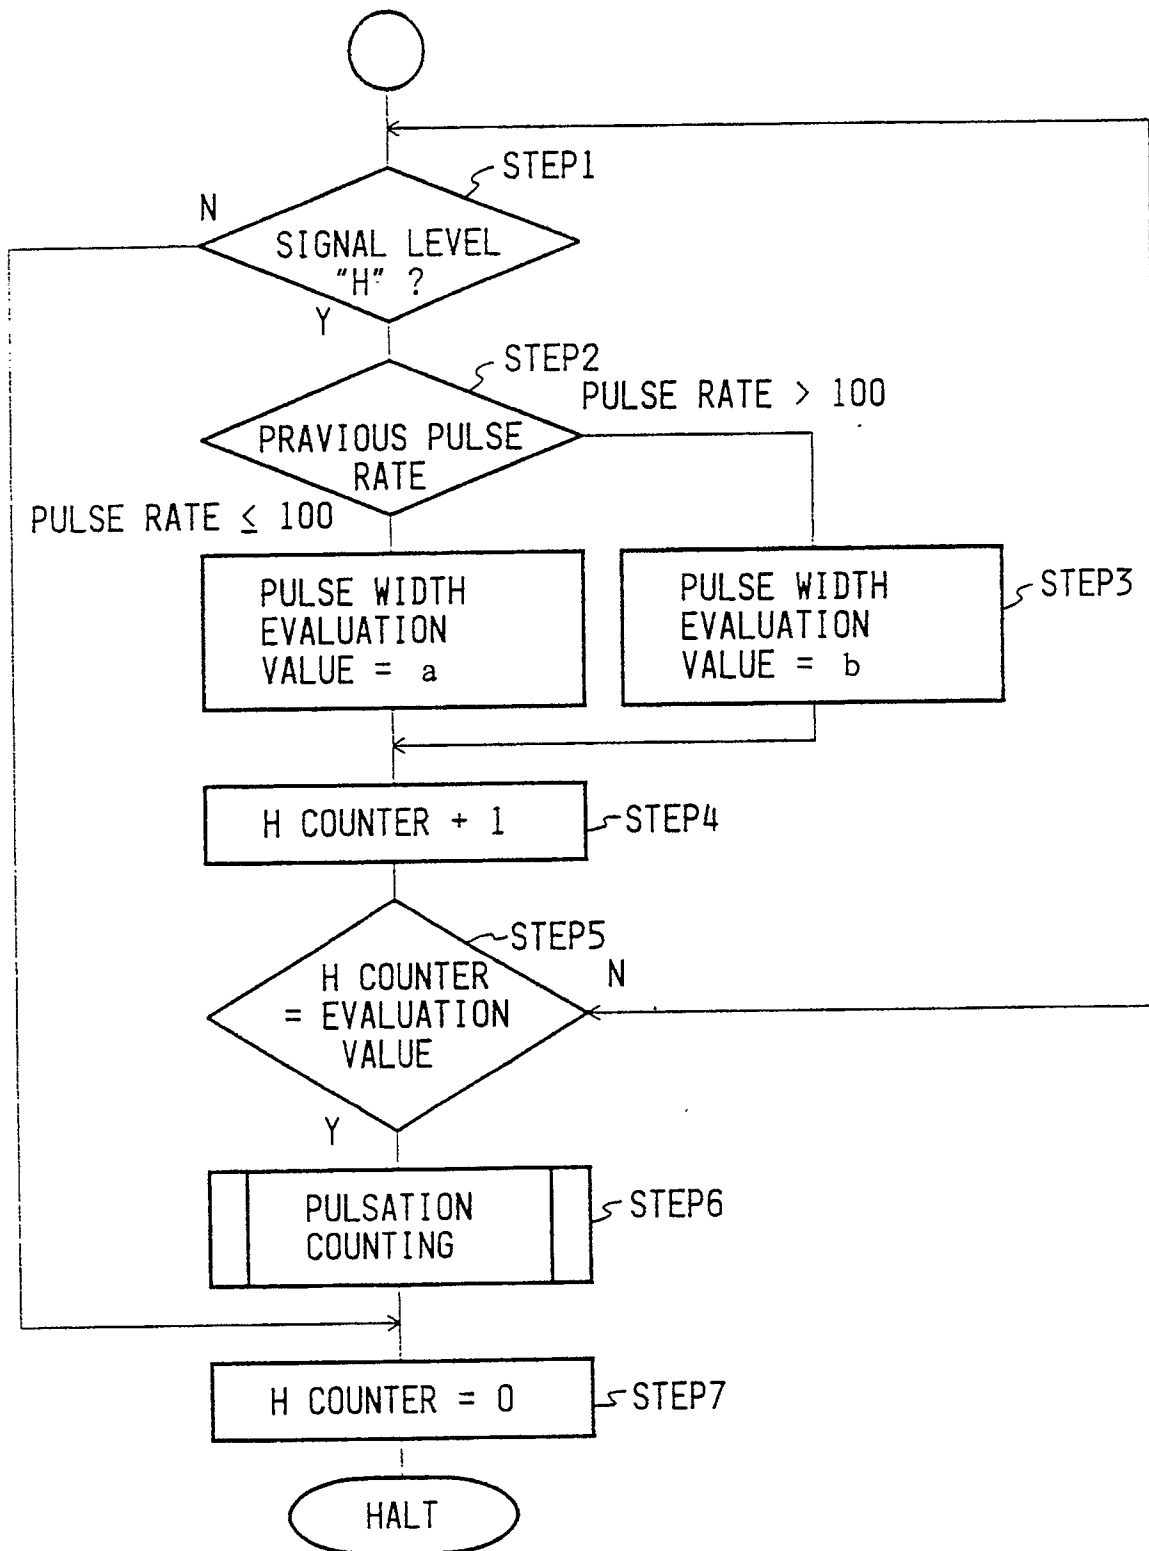 STEP1
N
SIGNAL LEVEL
"H" ?
Y
STEP2
PULSE RATE > 100
PRAVIOUS PULSE
RATE
PULSE RATE ≤ 100
PULSE WIDTH
EVALUATION
VALUE = a
PULSE WIDTH
EVALUATION
VALUE = b
STEP3
H COUNTER + 1
STEP4
STEP5
H COUNTER
= EVALUATION
VALUE
N
Y
PULSATION
COUNTING
STEP6
H COUNTER = 0
STEP7
HALT